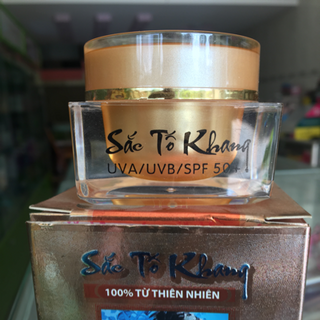 Sắc Tố Khang
UVA/UVB/SPF 50+
Sắc Tố Khang
100% TỪ THIÊN NHIÊN